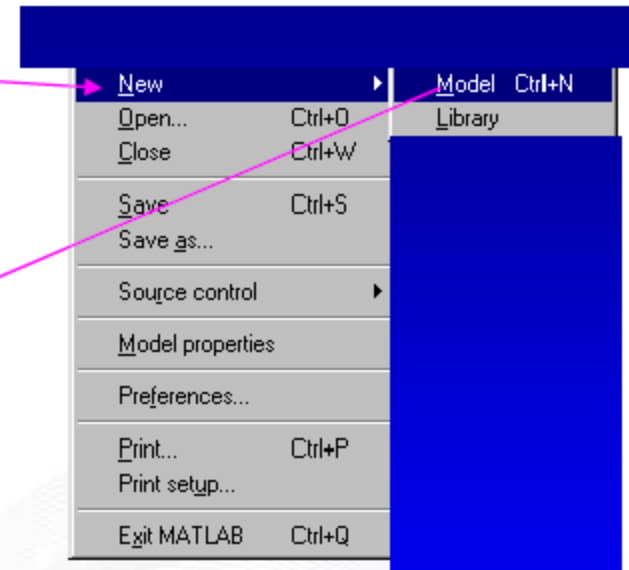 New Model Ctrl+N
Open... Ctrl+O Library
Close Ctrl+W
Save Ctrl+S
Save as...
Source control
Model properties
Preferences...
Print... Ctrl+P
Print setup...
Exit MATLAB Ctrl+Q